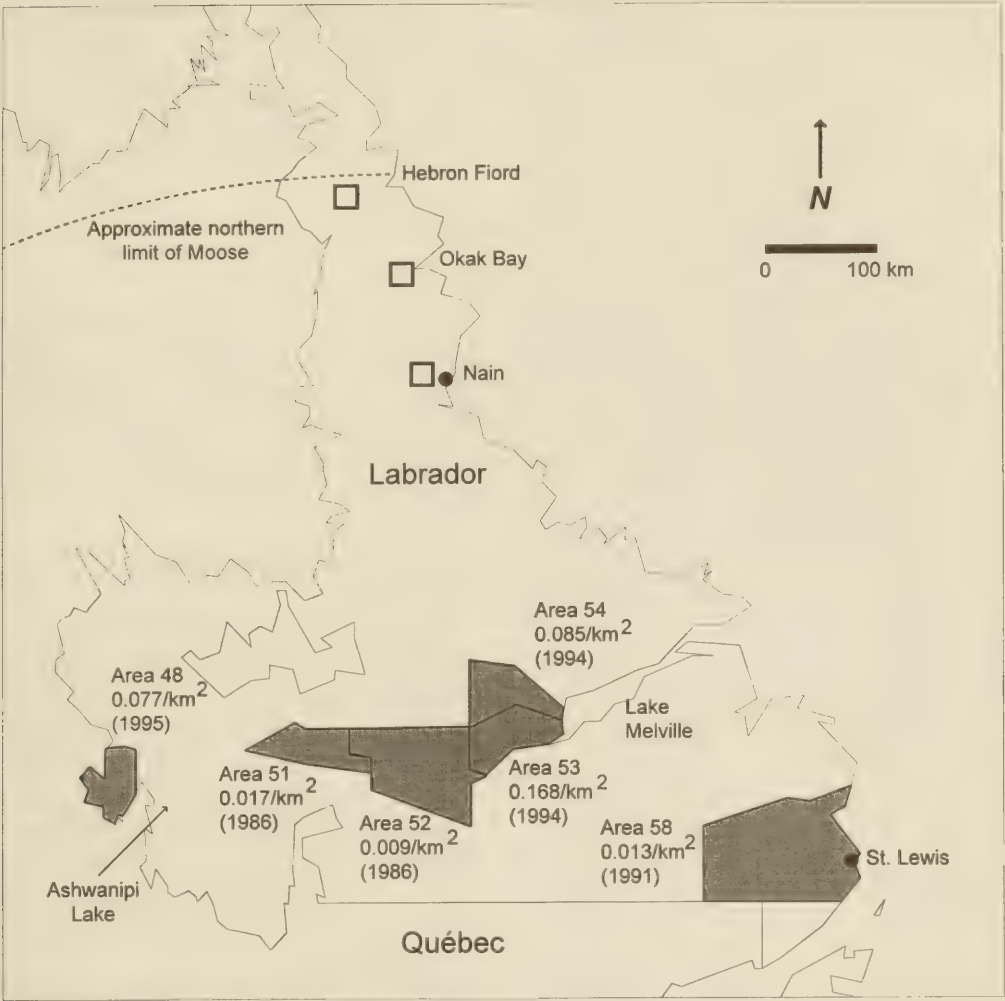 Hebron Fiord
Approximate northern
limit of Moose
N
0 100 km
Okak Bay
Nain
Labrador
Area 54
0.085/km²
(1994)
Area 48
0.077/km²
(1995)
Lake
Melville
Area 51
0.017/km²
(1986)
Area 53
0.168/km²
(1994)
Area 52
0.009/km²
(1986)
Area 58
0.013/km²
(1991)
St. Lewis
Ashwanipi
Lake
Québec